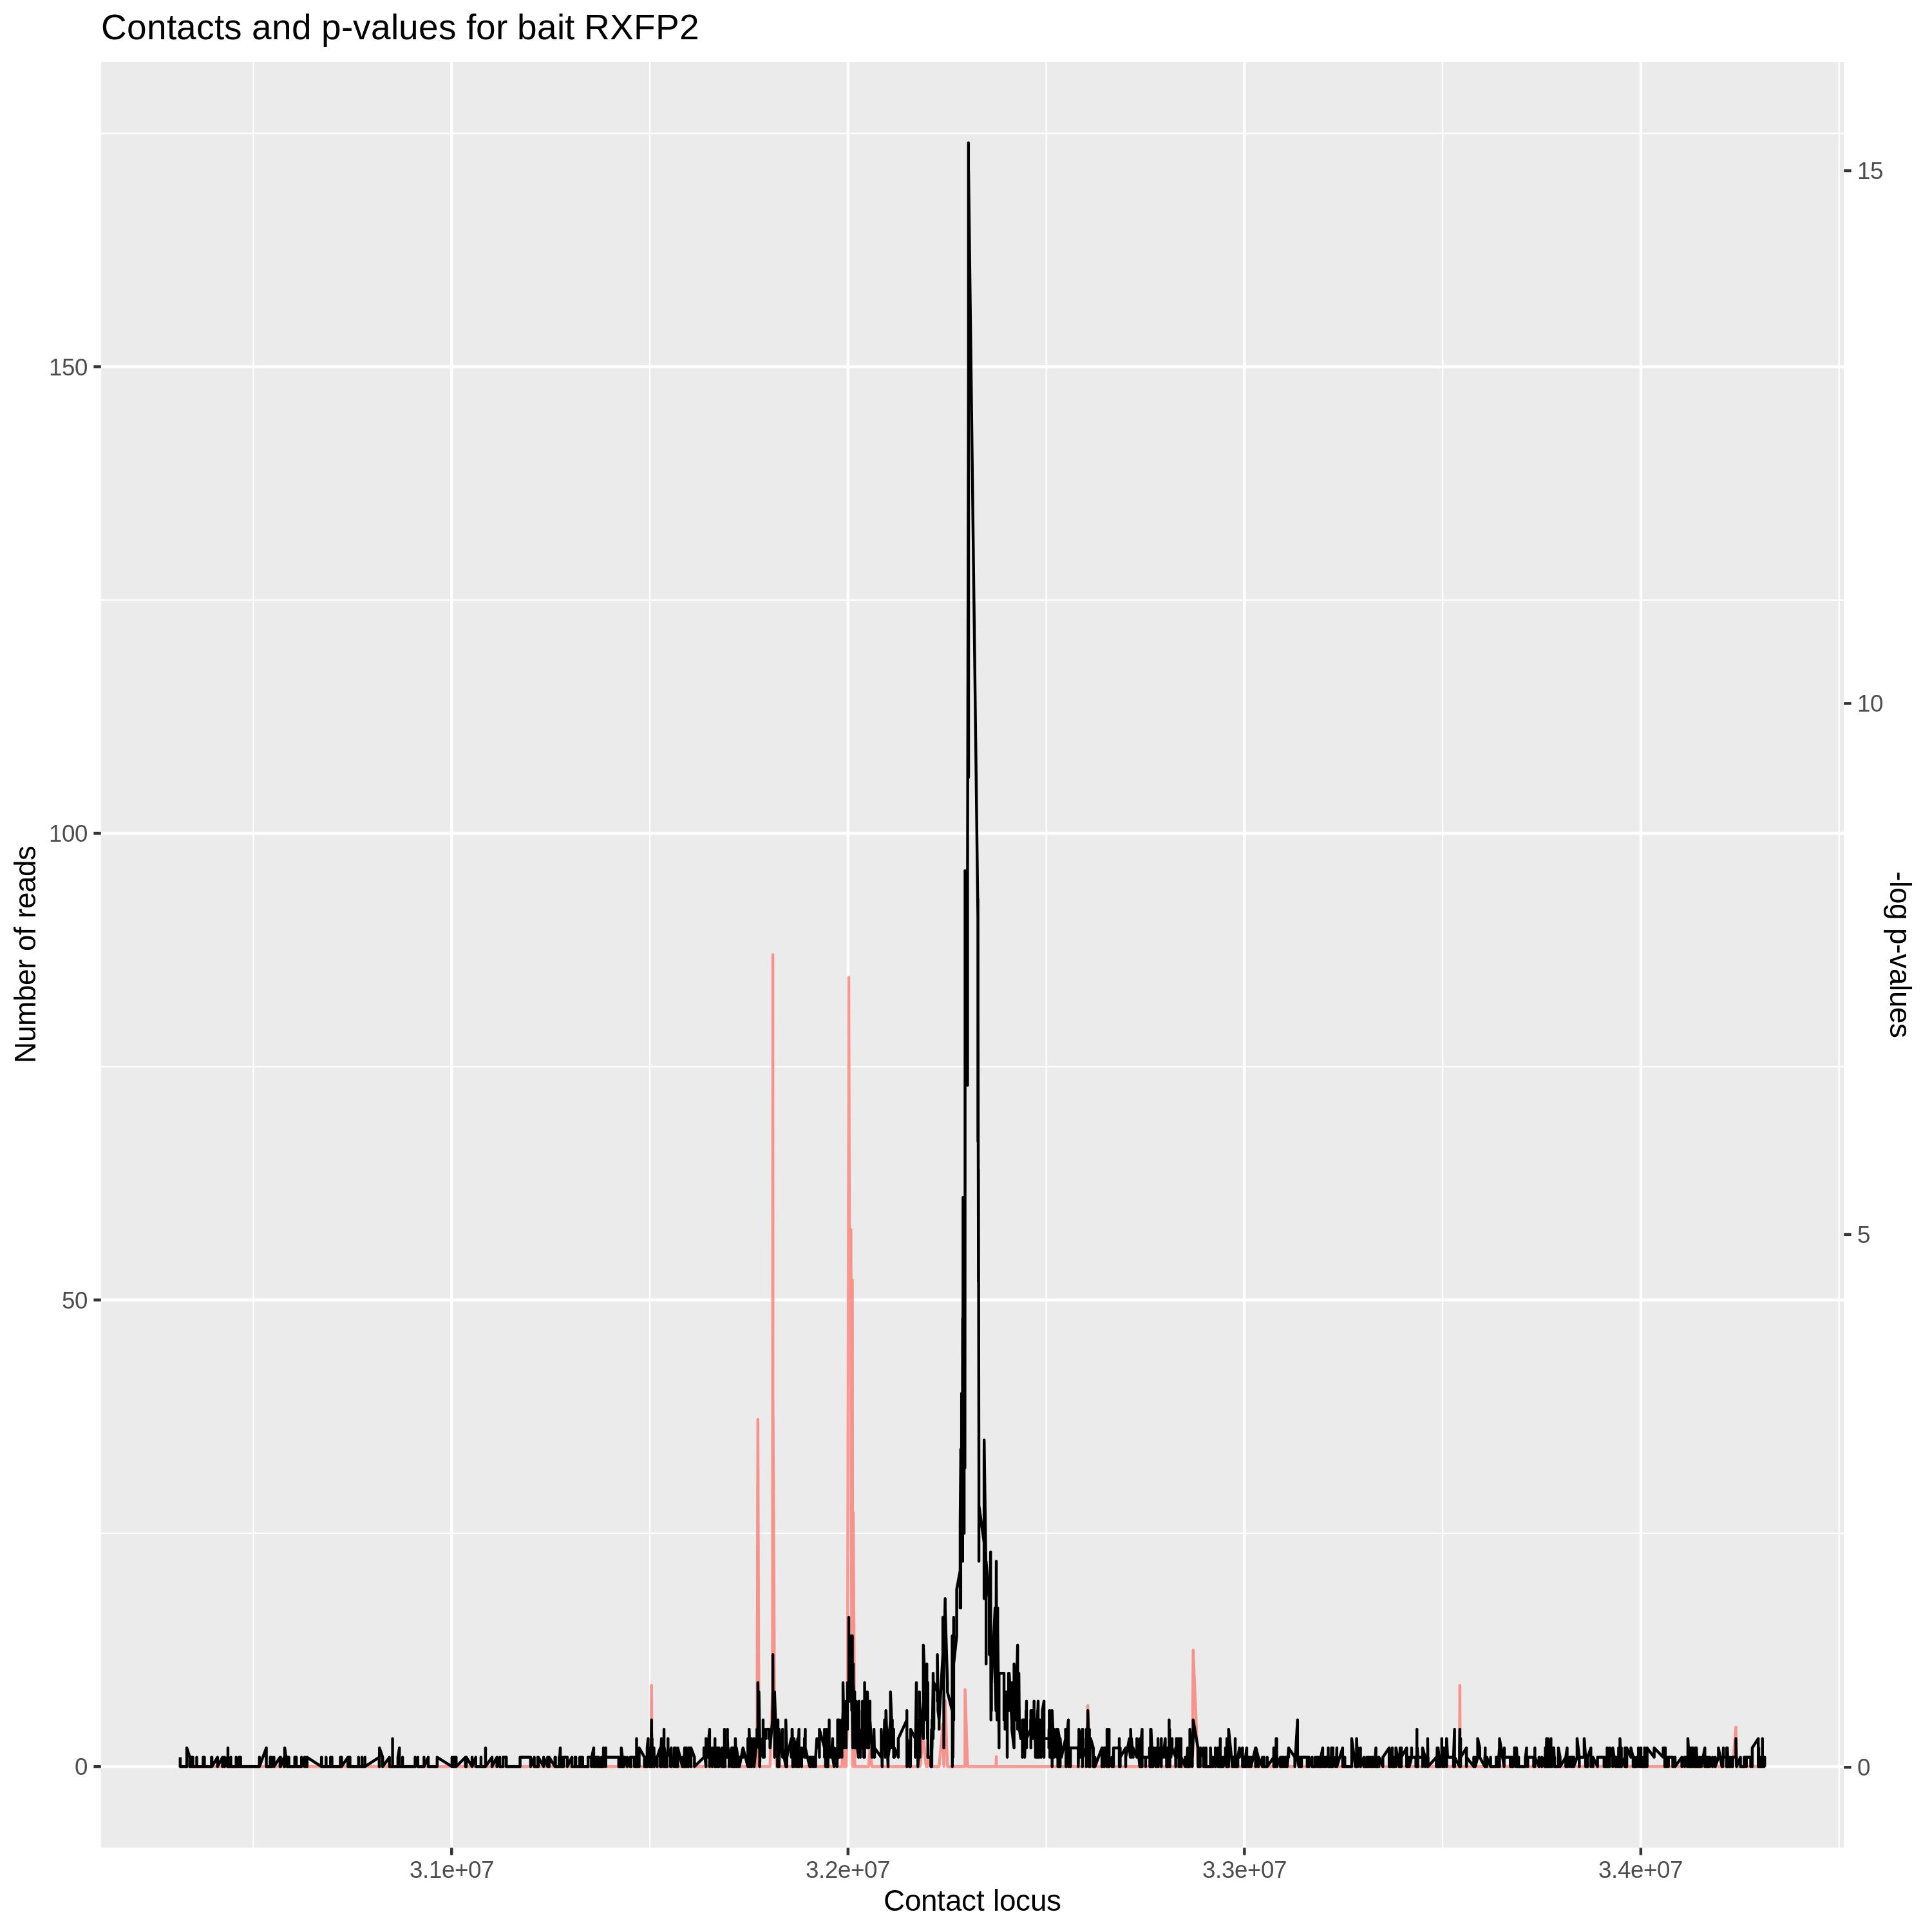 Contacts and p-values for bait RXFP2
150
100
50
0
Number of reads
15
10
5
0
-log p-values
3.1e+07 3.2e+07 3.3e+07 3.4e+07
Contact locus